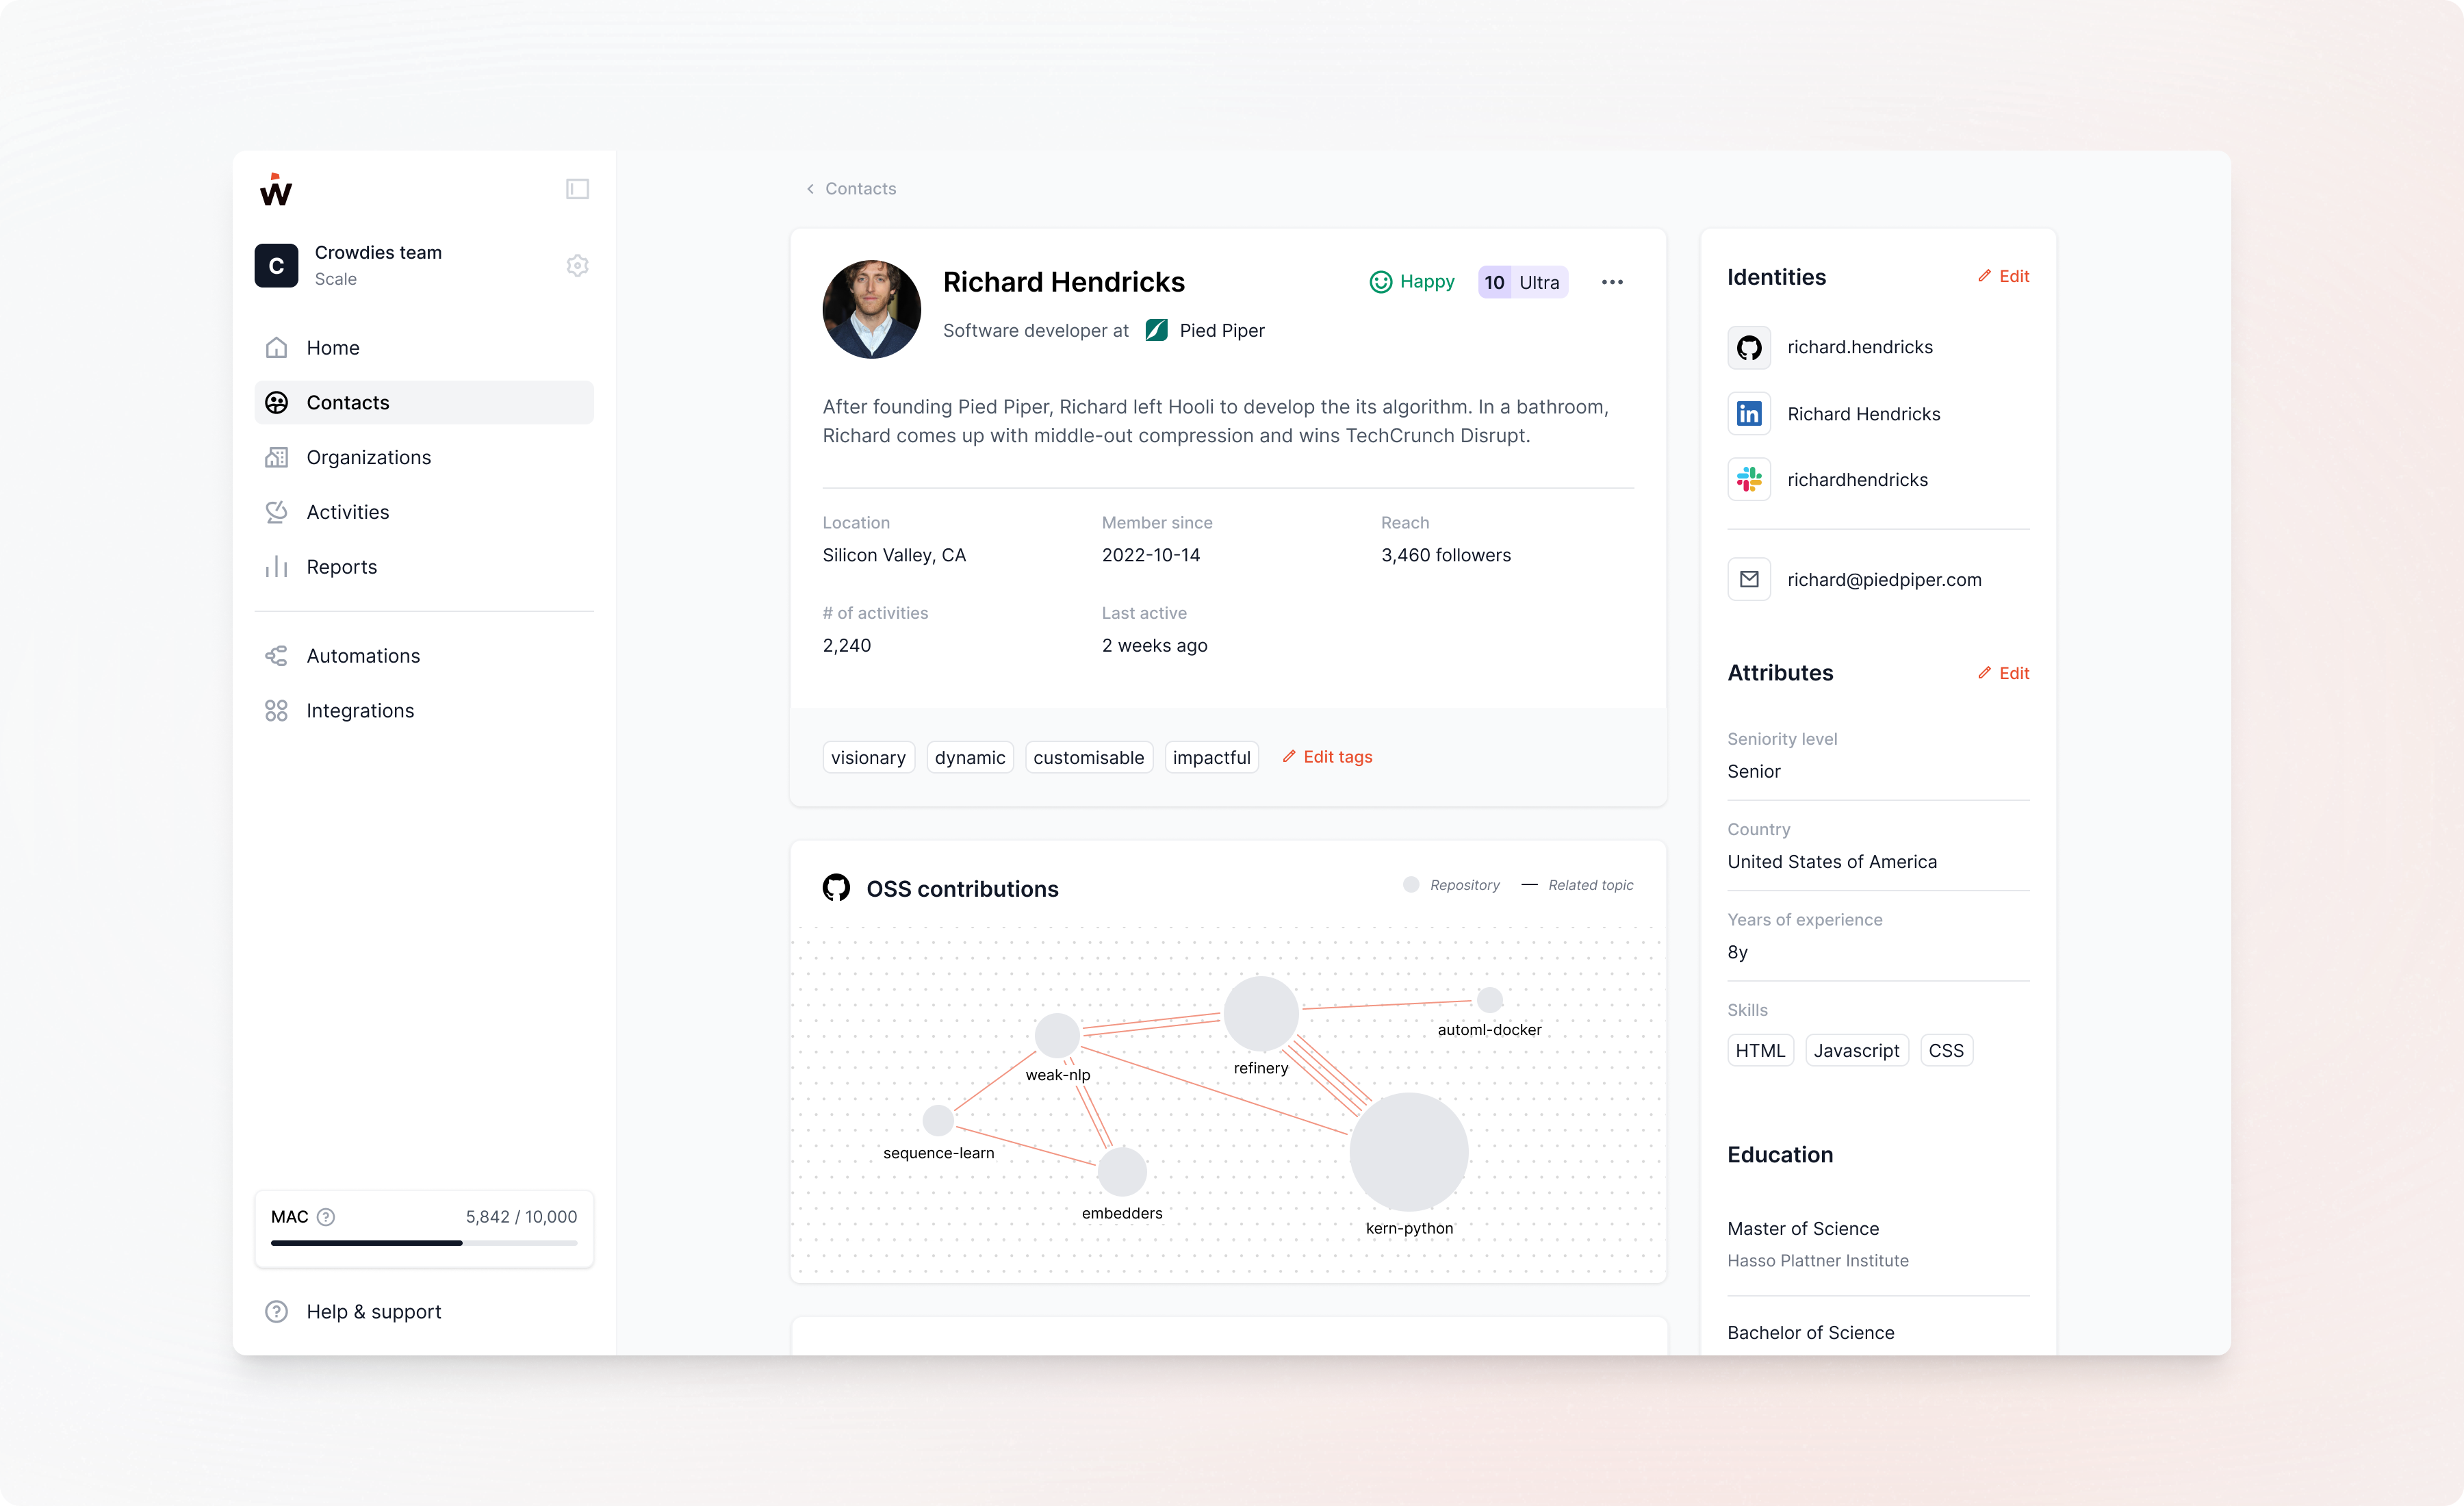 W
C
Crowdies team
Scale
Home
Contacts
Organizations
Activities
Reports
Automations
Integrations
MAC ?
5,842 / 10,000
? Help & support
Contacts
Richard Hendricks
Happy
10 Ultra
Software developer at Pied Piper
After founding Pied Piper, Richard left Hooli to develop the its algorithm. In a bathroom,
Richard comes up with middle-out compression and wins TechCrunch Disrupt.
Location
Silicon Valley, CA
Member since
2022-10-14
Reach
3,460 followers
# of activities
2,240
Last active
2 weeks ago
visionary
dynamic
customisable
impactful
Edit tags
OSS contributions
Repository
Related topic
automl-docker
refinery
weak-nlp
sequence-learn
embedders
kern-python
Identities
Edit
richard.hendricks
in
Richard Hendricks
richardhendricks
richard@piedpiper.com
Attributes
Edit
Seniority level
Senior
Country
United States of America
Years of experience
8y
Skills
HTML
Javascript
CSS
Education
Master of Science
Hasso Plattner Institute
Bachelor of Science